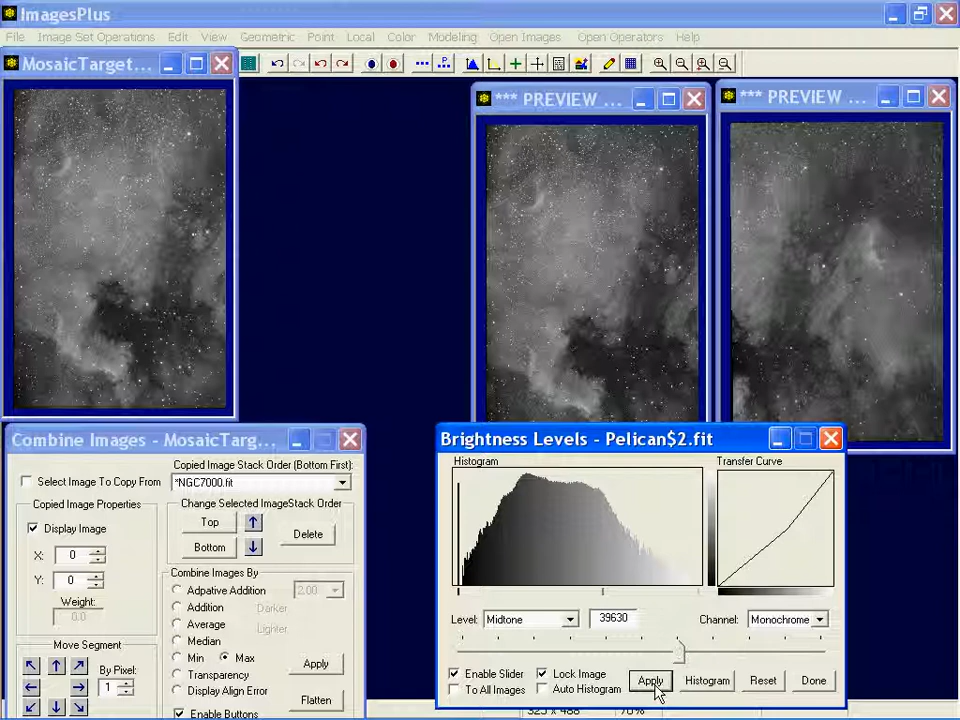 ImagesPlus
File Image Set Operations Edit View Geometric Point Local Color Modeling Open Images Open Operators Help
MosaicTarget...
*** PREVIEW ...
*** PREVIEW ...
Combine Images - MosaicTarg...
Select Image To Copy From
Copied Image Stack Order (Bottom First):
*NGC7000.fit
Copied Image Properties
Display Image
X: 0
Y: 0
Weight:
0.0
Change Selected ImageStack Order
Top
Bottom
Delete
Move Segment
By Pixel:
1
Combine Images By
Adpative Addition 2.00
Addition Darker
Average Lighter
Median
Min Max
Transparency
Display Align Error
Enable Buttons
Apply
Flatten
Brightness Levels - Pelican$2.fit
Histogram
Transfer Curve
Level: Midtone 39630 Channel: Monochrome
Enable Slider Lock Image
To All Images Auto Histogram
Apply Histogram Reset Done